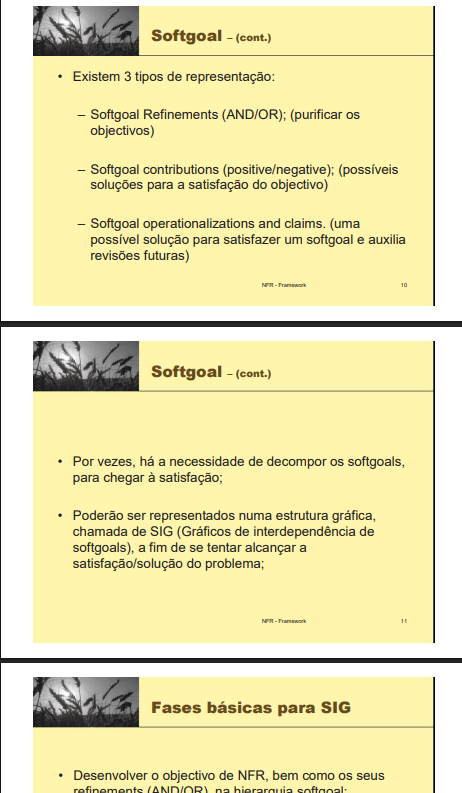 Softgoal – (cont.)
• Existem 3 tipos de representação:
– Softgoal Refinements (AND/OR); (purificar os
objectivos)
– Softgoal contributions (positive/negative); (possíveis
soluções para a satisfação do objectivo)
– Softgoal operationalizations and claims. (uma
possível solução para satisfazer um softgoal e auxilia
revisões futuras)
NFR - Framework 10
Softgoal – (cont.)
• Por vezes, há a necessidade de decompor os softgoals,
para chegar à satisfação;
• Poderão ser representados numa estrutura gráfica,
chamada de SIG (Gráficos de interdependência de
softgoals), a fim de se tentar alcançar a
satisfação/solução do problema;
NFR - Framework 11
Fases básicas para SIG
• Desenvolver o objectivo de NFR, bem como os seus
refinements (AND/OR), na hierarquia softgoal;